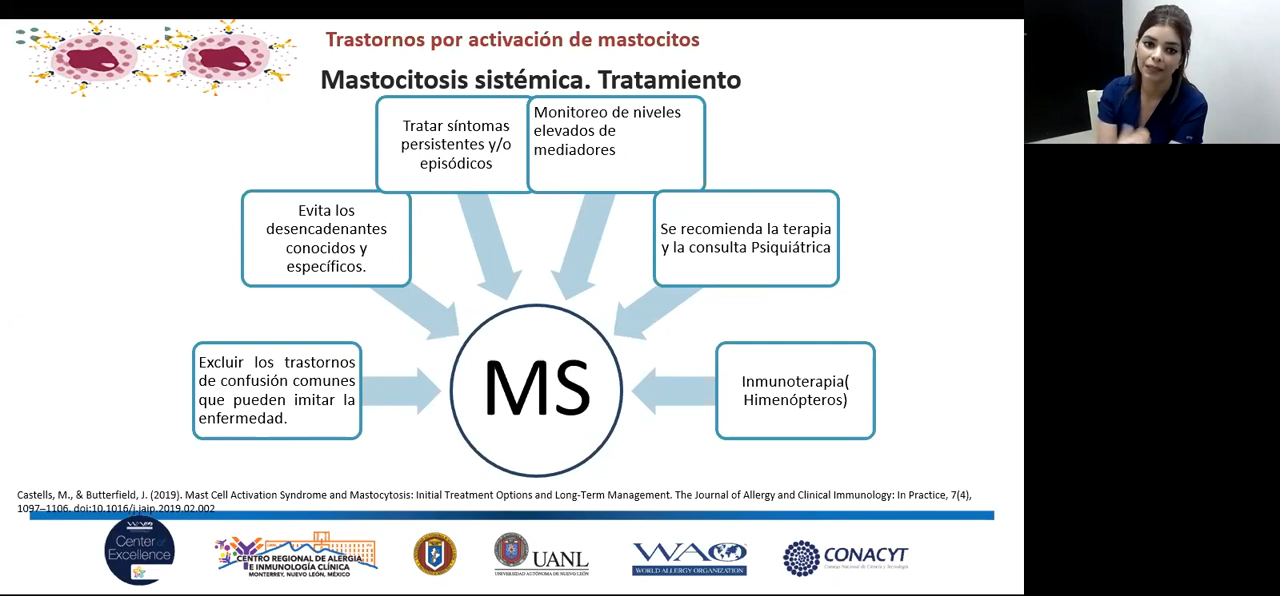 Trastornos por activación de mastocitos
Mastocitosis sistémica. Tratamiento
Tratar síntomas
persistentes y/o
episódicos
Monitoreo de niveles
elevados de
mediadores
Evita los
desencadenantes
conocidos y
específicos.
Se recomienda la terapia
y la consulta Psiquiátrica
Excluir los trastornos
de confusión comunes
que pueden imitar la
enfermedad.
MS
Inmunoterapia(
Himenópteros)
Castells, M., & Butterfield, J. (2019). Mast Cell Activation Syndrome and Mastocytosis: Initial Treatment Options and Long-Term Management. The Journal of Allergy and Clinical Immunology: In Practice, 7(4),
1097–1106. doi:10.1016/j.jaip.2019.02.002
Center of
Excellence
CENTRO REGIONAL DE ALERGIA
E INMUNOLOGÍA CLÍNICA
MONTERREY, NUEVO LEÓN, MÉXICO
UANL
UNIVERSIDAD AUTÓNOMA DE NUEVO LEÓN
WAO
WORLD ALLERGY ORGANIZATION
CONACYT
Consejo Nacional de Ciencia y Tecnología